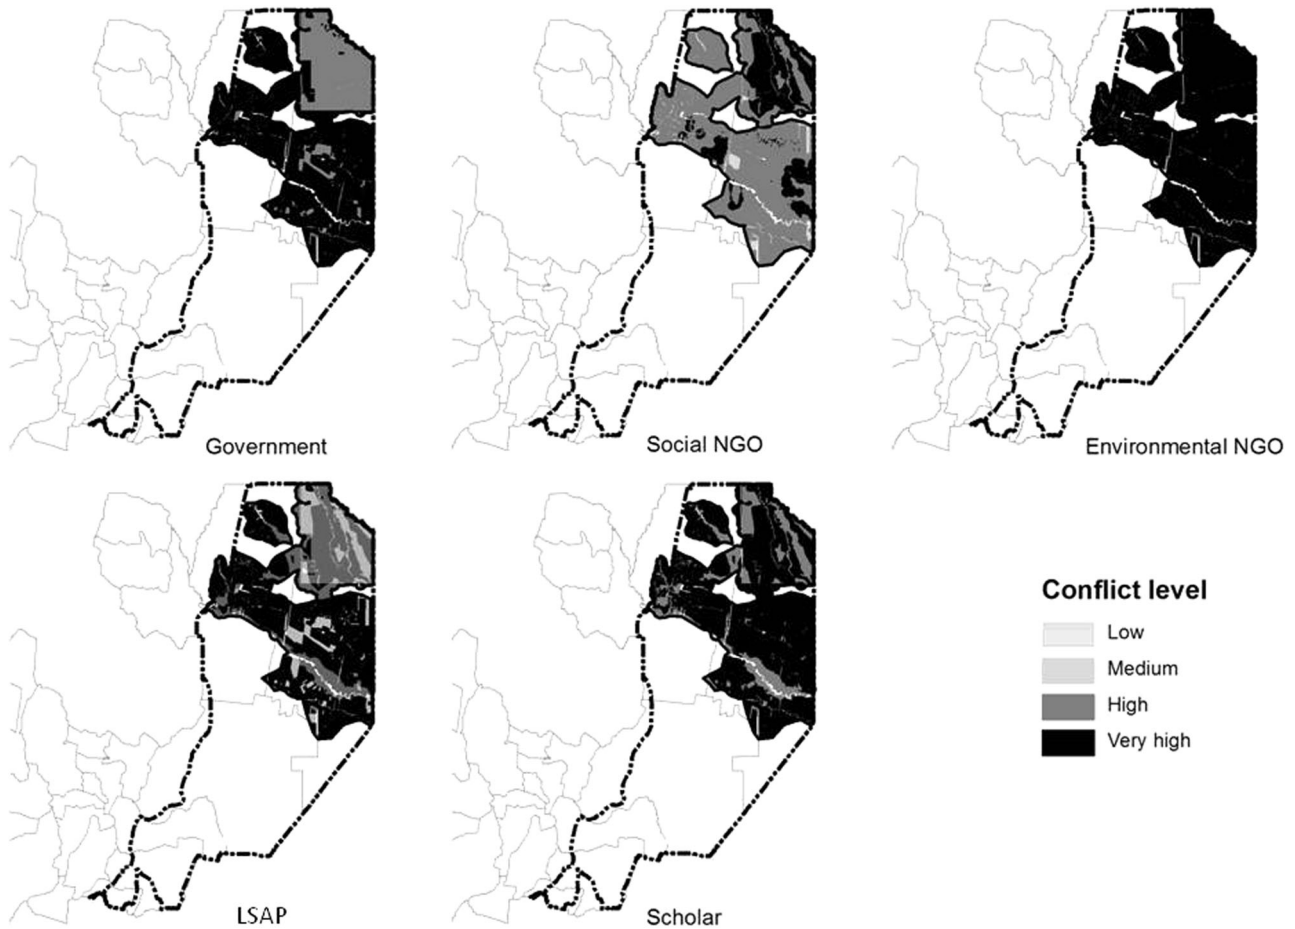 Government
Social NGO
Environmental NGO
Conflict level
Low
Medium
High
Very high
LSAP
Scholar